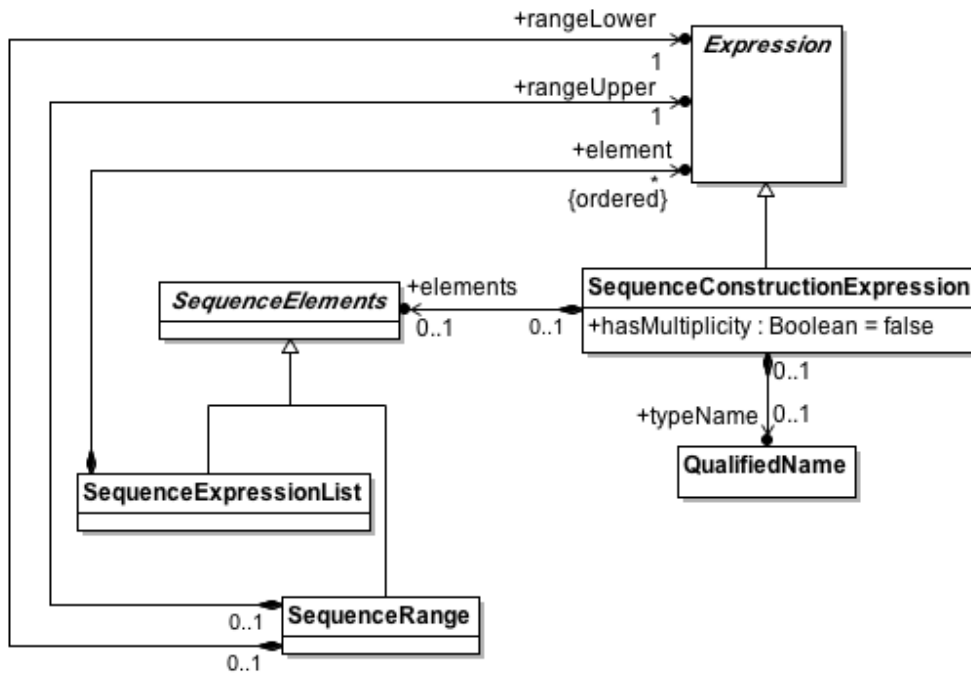 +rangeLower
1
Expression
+rangeUpper
1
+element
*
{ordered}
SequenceElements
+elements
0..1
0..1
SequenceConstructionExpression
+hasMultiplicity : Boolean = false
0..1
+typeName
0..1
QualifiedName
SequenceExpressionList
SequenceRange
0..1
0..1